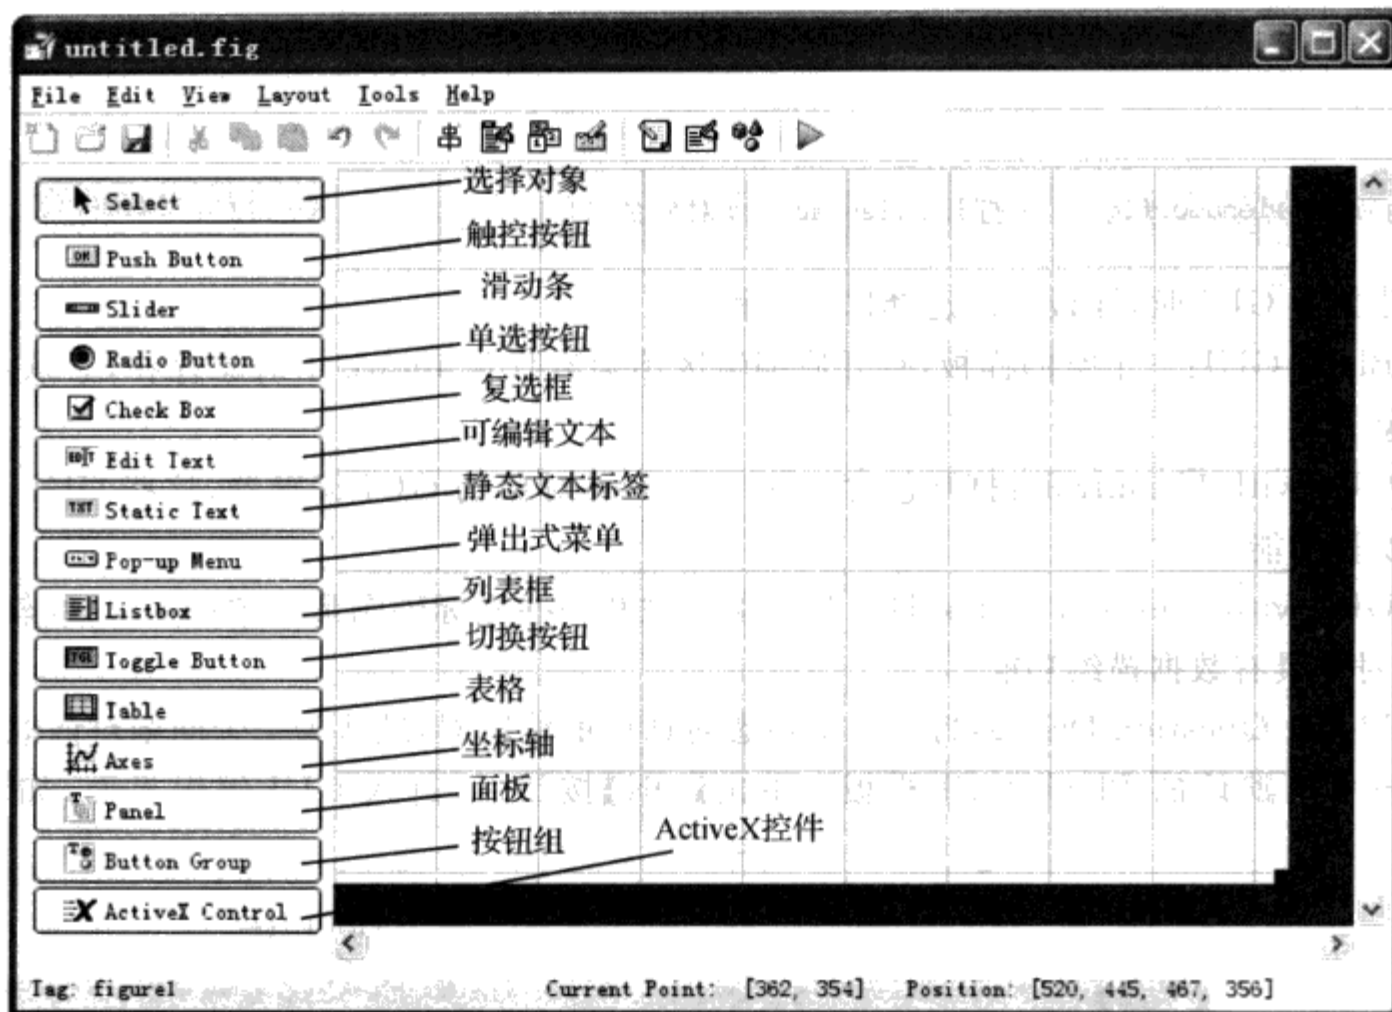 untitled.fig
File Edit View Layout Tools Help
Select 选择对象
Push Button 触控按钮
Slider 滑动条
Radio Button 单选按钮
Check Box 复选框
Edit Text 可编辑文本
Static Text 静态文本标签
Pop-up Menu 弹出式菜单
Listbox 列表框
Toggle Button 切换按钮
Table 表格
Axes 坐标轴
Panel 面板
Button Group 按钮组
ActiveX Control ActiveX控件
Tag: figure1 Current Point: [362, 354] Position: [520, 445, 467, 356]